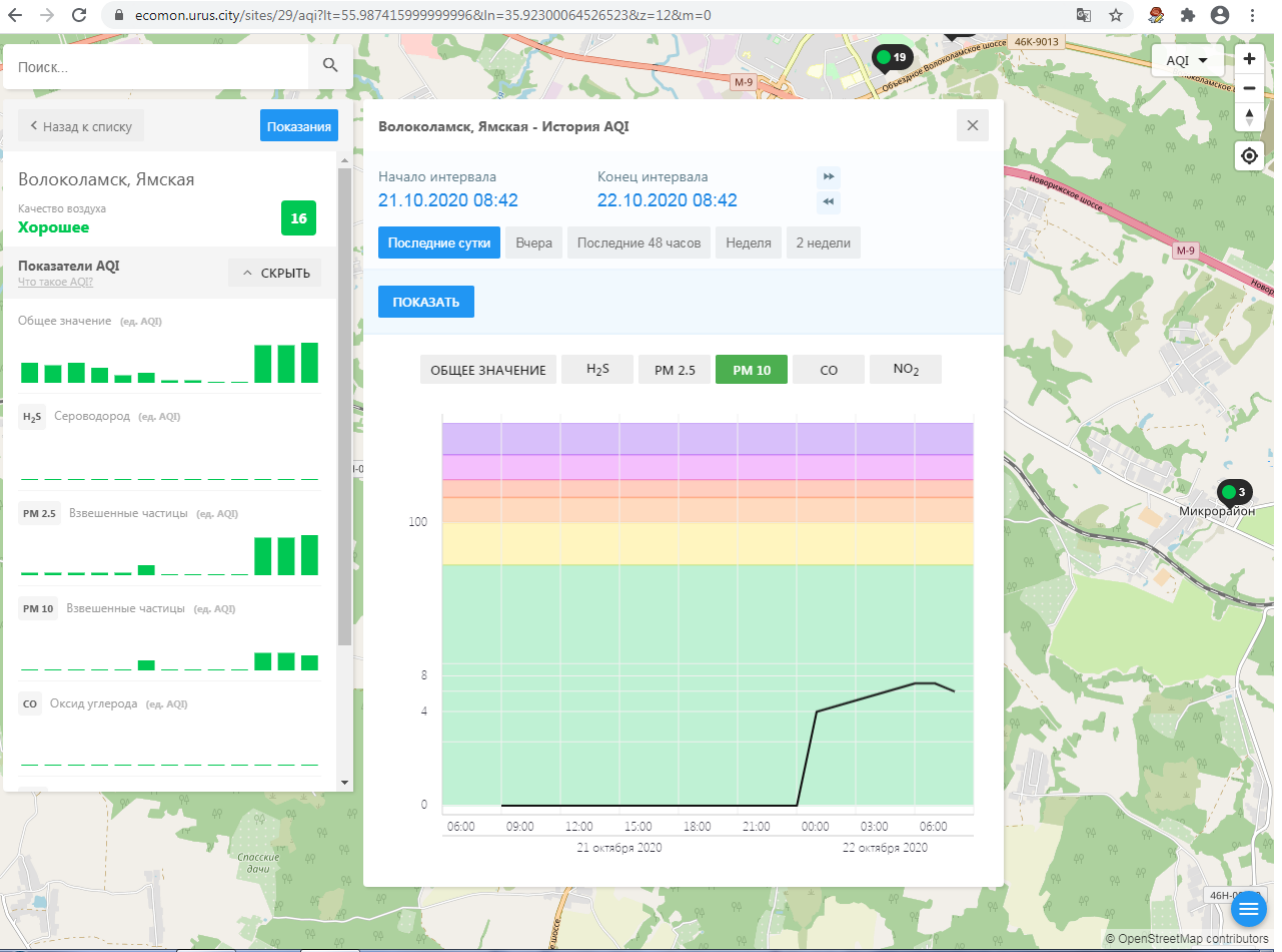 ecomon.urus.city/sites/29/aqi?lt=55.987415999999996&ln=35.92300064526523&z=12&m=0
Поиск...
Назад к списку
Показания
Волоколамск, Ямская
Качество воздуха
Хорошее
16
Показатели AQI
Что такое AQI?
СКРЫТЬ
Общее значение (ед. AQI)
H₂S Сероводород (ед. AQI)
PM 2.5 Взвешенные частицы (ед. AQI)
PM 10 Взвешенные частицы (ед. AQI)
CO Оксид углерода (ед. AQI)
Волоколамск, Ямская - История AQI
Начало интервала
21.10.2020 08:42
Конец интервала
22.10.2020 08:42
Последние сутки
Вчера
Последние 48 часов
Неделя
2 недели
ПОКАЗАТЬ
ОБЩЕЕ ЗНАЧЕНИЕ
H₂S
PM 2.5
PM 10
CO
NO₂
100
8
4
0
06:00 09:00 12:00 15:00 18:00 21:00 00:00 03:00 06:00
21 октября 2020
22 октября 2020
46К-9013
AQI
19
Объездное Волоколамское шоссе
М-9
Новорижское шоссе
М-9
3
Микрорайон
Спасские
дачи
© OpenStreetMap contributors